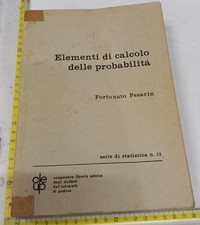 Elementi di calcolo
delle probabilitá
Fortunato Pesarin
serie di statistica n. 11
cleup
cooperativa libraria editrice
degli studenti
dell'università
di padova